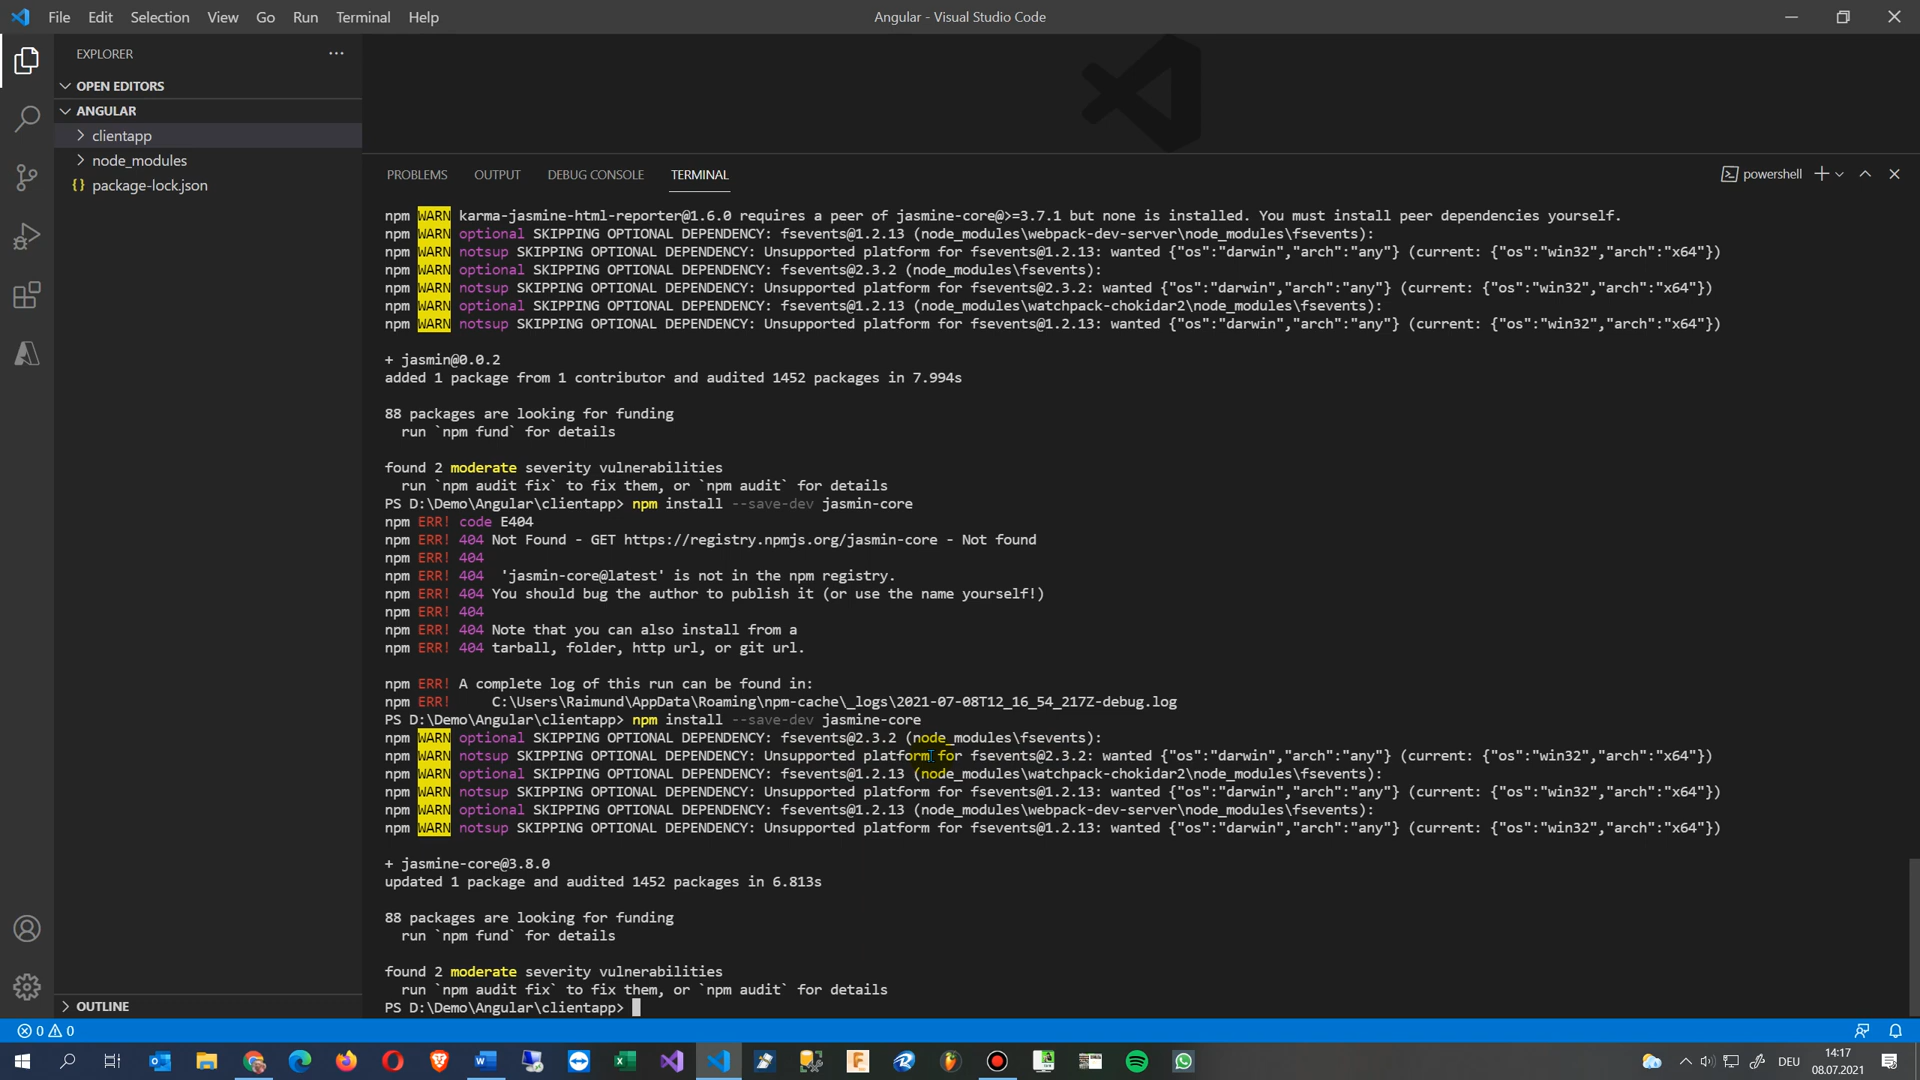 File Edit Selection View Go Run Terminal Help
Angular - Visual Studio Code
EXPLORER
OPEN EDITORS
ANGULAR
clientapp
node_modules
{} package-lock.json
OUTLINE
PROBLEMS OUTPUT DEBUG CONSOLE TERMINAL
powershell
npm WARN karma-jasmine-html-reporter@1.6.0 requires a peer of jasmine-core@>=3.7.1 but none is installed. You must install peer dependencies yourself.
npm WARN optional SKIPPING OPTIONAL DEPENDENCY: fsevents@1.2.13 (node_modules\webpack-dev-server\node_modules\fsevents):
npm WARN notsup SKIPPING OPTIONAL DEPENDENCY: Unsupported platform for fsevents@1.2.13: wanted {"os":"darwin","arch":"any"} (current: {"os":"win32","arch":"x64"})
npm WARN optional SKIPPING OPTIONAL DEPENDENCY: fsevents@2.3.2 (node_modules\fsevents):
npm WARN notsup SKIPPING OPTIONAL DEPENDENCY: Unsupported platform for fsevents@2.3.2: wanted {"os":"darwin","arch":"any"} (current: {"os":"win32","arch":"x64"})
npm WARN optional SKIPPING OPTIONAL DEPENDENCY: fsevents@1.2.13 (node_modules\watchpack-chokidar2\node_modules\fsevents):
npm WARN notsup SKIPPING OPTIONAL DEPENDENCY: Unsupported platform for fsevents@1.2.13: wanted {"os":"darwin","arch":"any"} (current: {"os":"win32","arch":"x64"})
+ jasmin@0.0.2
added 1 package from 1 contributor and audited 1452 packages in 7.994s
88 packages are looking for funding
run `npm fund` for details
found 2 moderate severity vulnerabilities
run `npm audit fix` to fix them, or `npm audit` for details
PS D:\Demo\Angular\clientapp> npm install --save-dev jasmin-core
npm ERR! code E404
npm ERR! 404 Not Found - GET https://registry.npmjs.org/jasmin-core - Not found
npm ERR! 404
npm ERR! 404 'jasmin-core@latest' is not in the npm registry.
npm ERR! 404 You should bug the author to publish it (or use the name yourself!)
npm ERR! 404
npm ERR! 404 Note that you can also install from a
npm ERR! 404 tarball, folder, http url, or git url.
npm ERR! A complete log of this run can be found in:
npm ERR! C:\Users\Raimund\AppData\Roaming\npm-cache\_logs\2021-07-08T12_16_54_217Z-debug.log
PS D:\Demo\Angular\clientapp> npm install --save-dev jasmine-core
npm WARN optional SKIPPING OPTIONAL DEPENDENCY: fsevents@2.3.2 (node_modules\fsevents):
npm WARN notsup SKIPPING OPTIONAL DEPENDENCY: Unsupported platform for fsevents@2.3.2: wanted {"os":"darwin","arch":"any"} (current: {"os":"win32","arch":"x64"})
npm WARN optional SKIPPING OPTIONAL DEPENDENCY: fsevents@1.2.13 (node_modules\watchpack-chokidar2\node_modules\fsevents):
npm WARN notsup SKIPPING OPTIONAL DEPENDENCY: Unsupported platform for fsevents@1.2.13: wanted {"os":"darwin","arch":"any"} (current: {"os":"win32","arch":"x64"})
npm WARN optional SKIPPING OPTIONAL DEPENDENCY: fsevents@1.2.13 (node_modules\webpack-dev-server\node_modules\fsevents):
npm WARN notsup SKIPPING OPTIONAL DEPENDENCY: Unsupported platform for fsevents@1.2.13: wanted {"os":"darwin","arch":"any"} (current: {"os":"win32","arch":"x64"})
+ jasmine-core@3.8.0
updated 1 package and audited 1452 packages in 6.813s
88 packages are looking for funding
run `npm fund` for details
found 2 moderate severity vulnerabilities
run `npm audit fix` to fix them, or `npm audit` for details
PS D:\Demo\Angular\clientapp>
0 0
DEU
14:17
08.07.2021